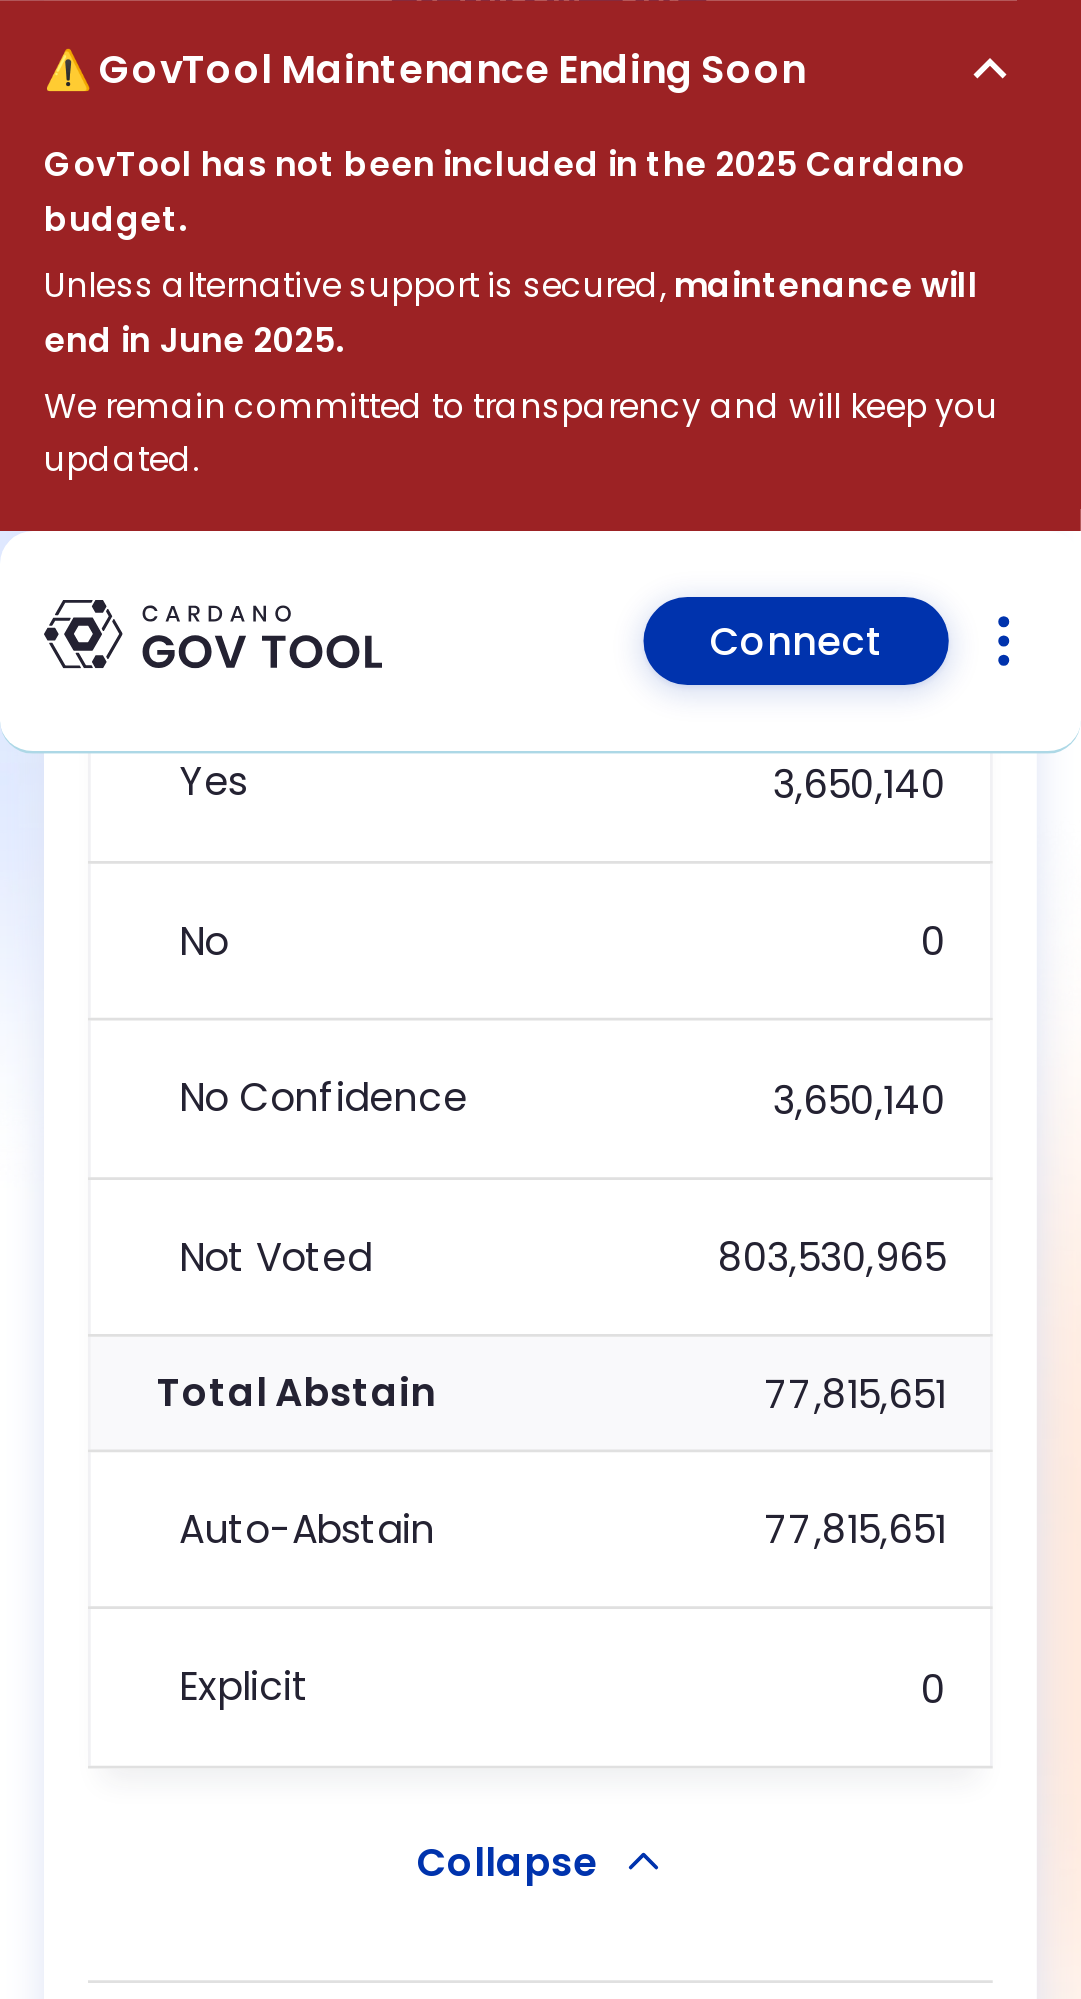 ⚠️ GovTool Maintenance Ending Soon
GovTool has not been included in the 2025 Cardano
budget.
Unless alternative support is secured, maintenance will
end in June 2025.
We remain committed to transparency and will keep you
updated.
CARDANO
GOV TOOL
Connect
Yes 3,650,140
No 0
No Confidence 3,650,140
Not Voted 803,530,965
Total Abstain 77,815,651
Auto-Abstain 77,815,651
Explicit 0
Collapse